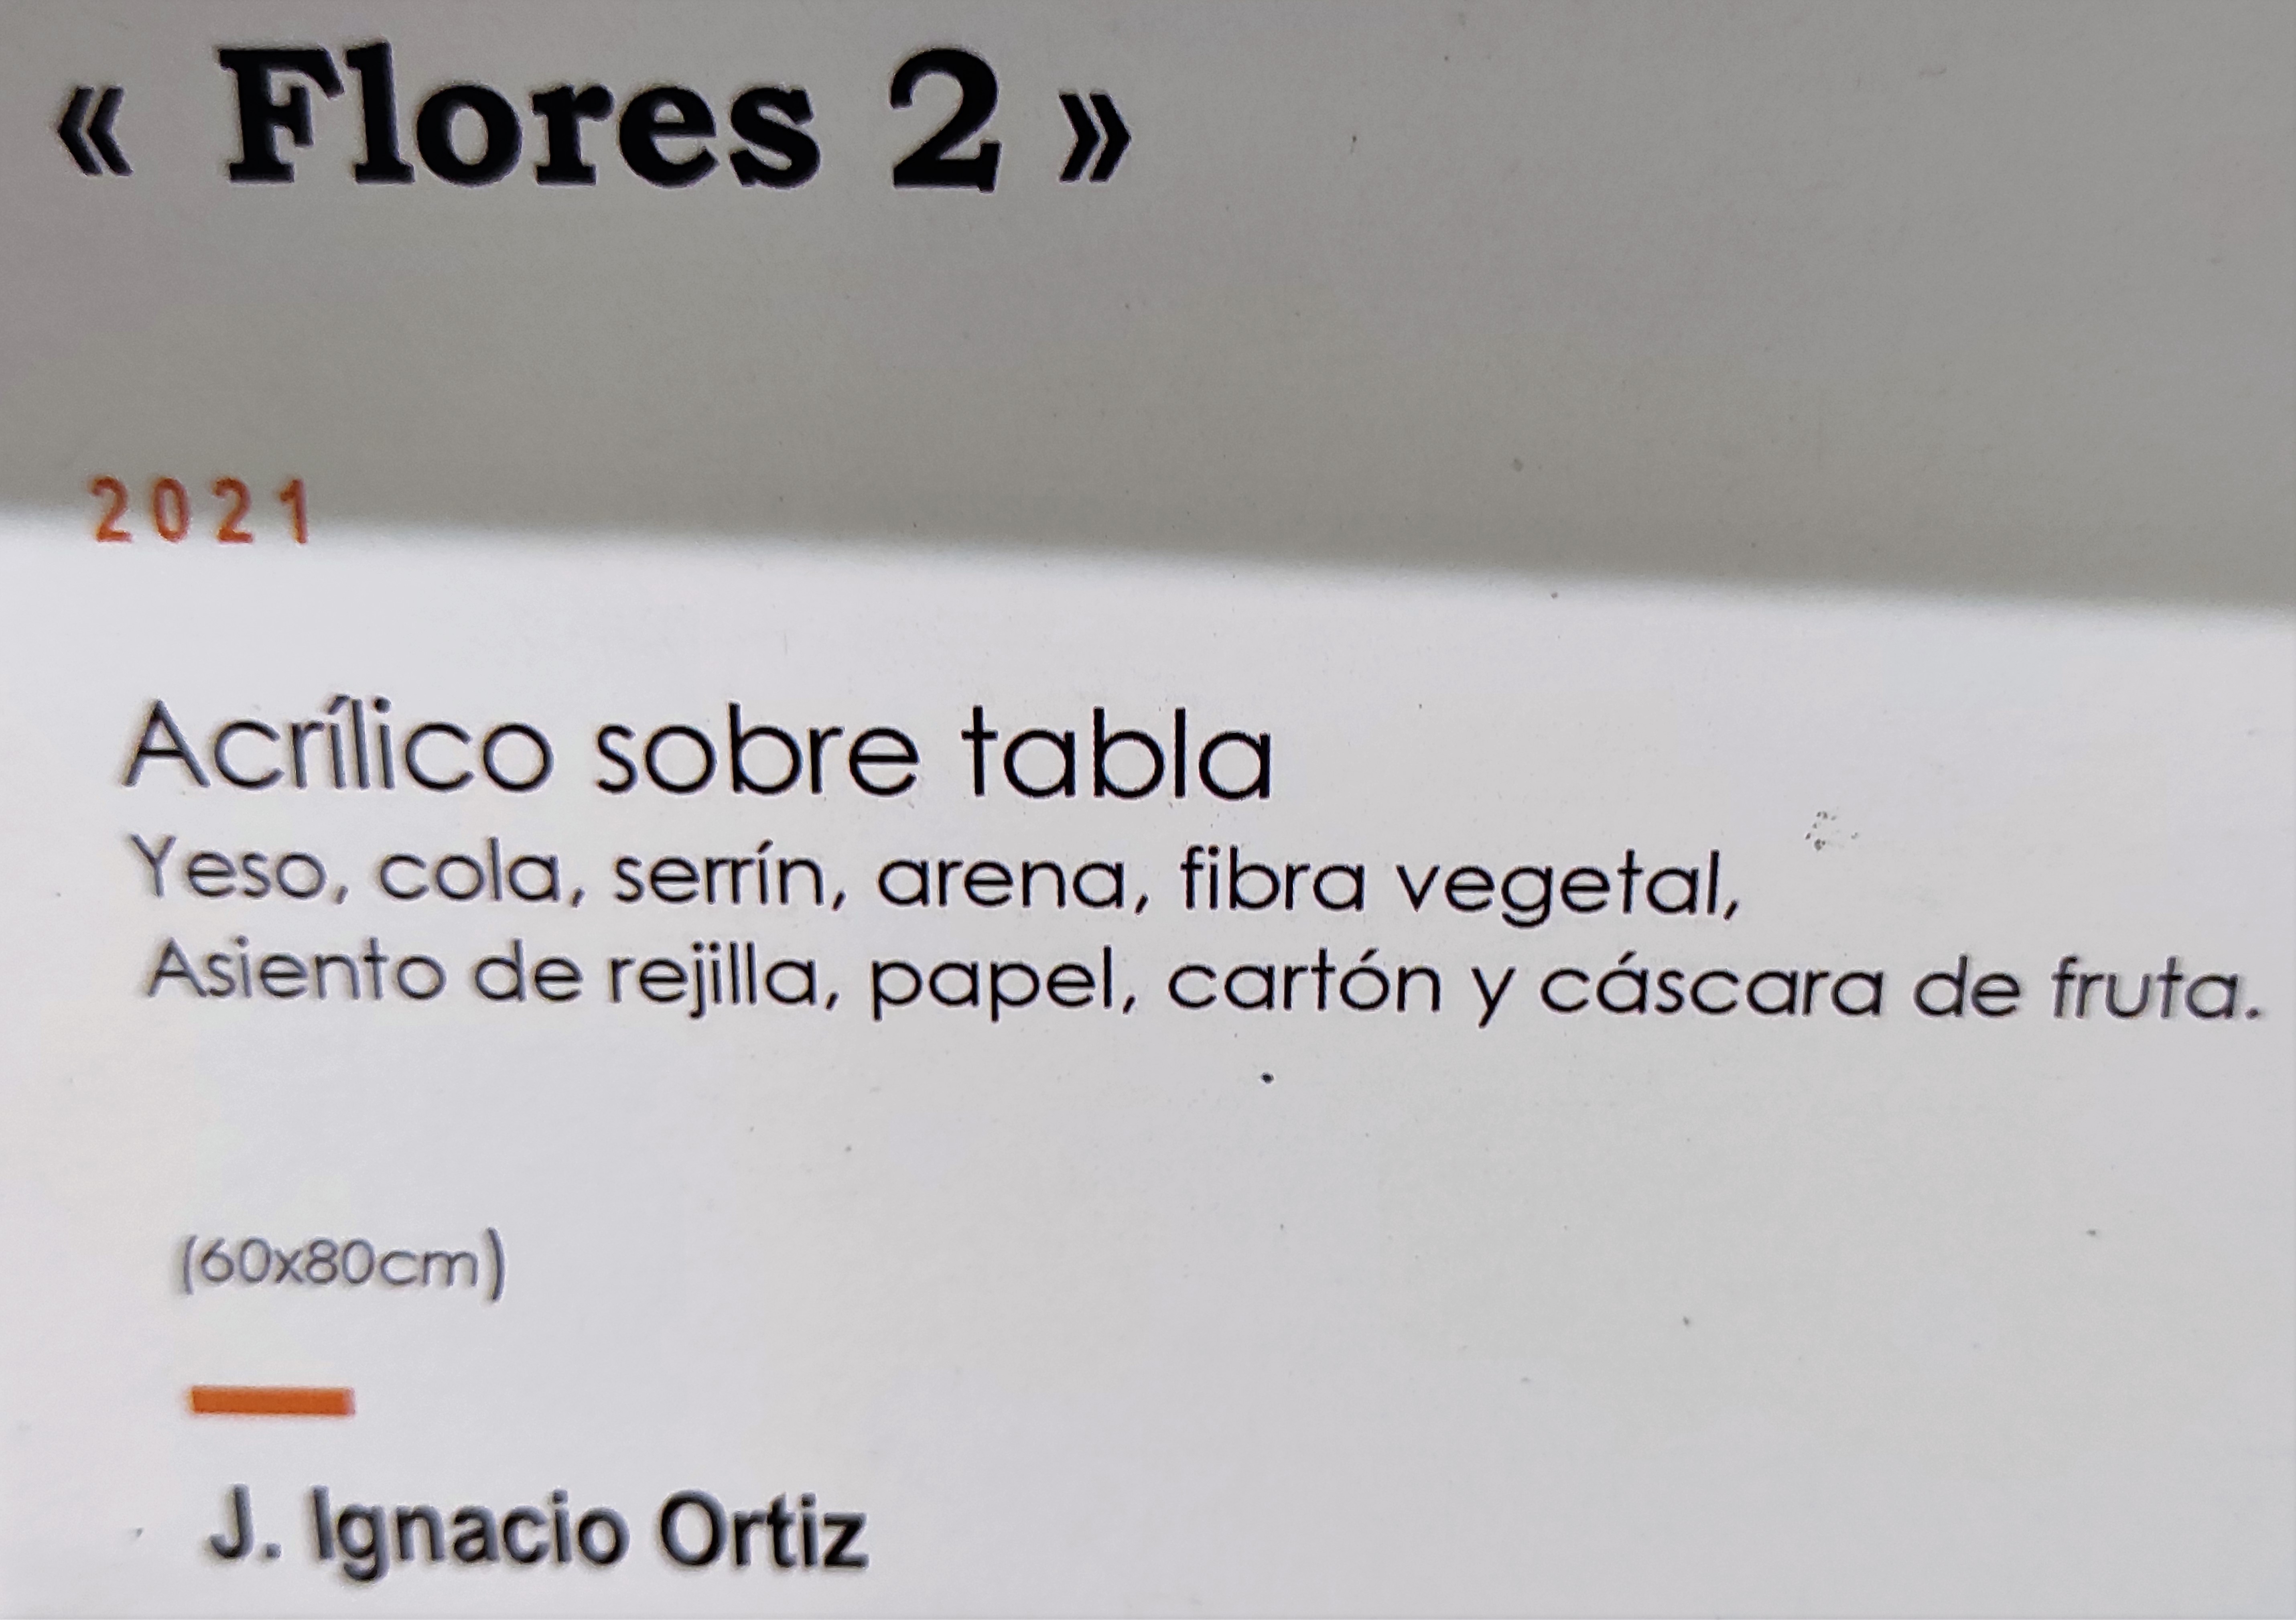 « Flores 2 »
2021
Acrílico sobre tabla
Yeso, cola, serrín, arena, fibra vegetal,
Asiento de rejilla, papel, cartón y cáscara de fruta.
(60x80cm)
J. Ignacio Ortiz